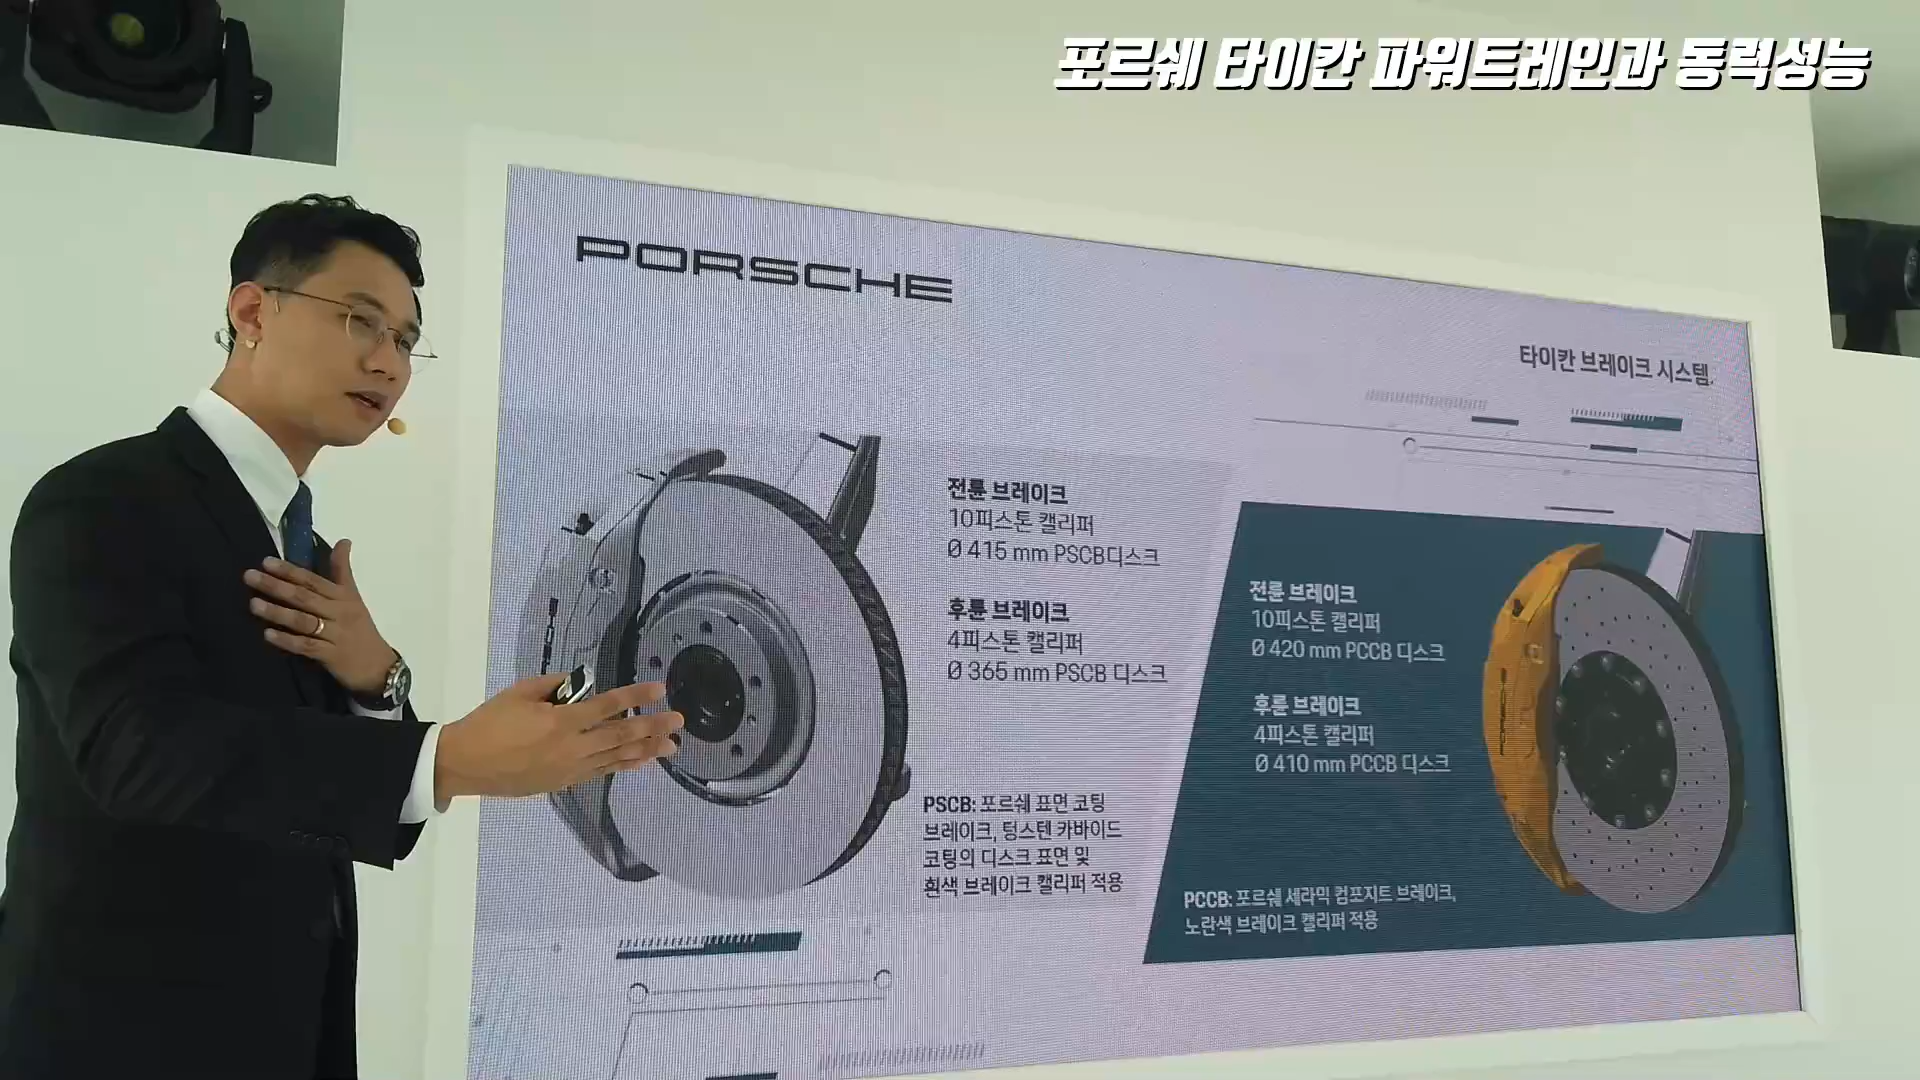 포르쉐 타이칸 파워트레인과 동력성능
PORSCHE
타이칸 브레이크 시스템.
전륜 브레이크
10피스톤 캘리퍼
Ø 415 mm PSCB디스크
후륜 브레이크
4피스톤 캘리퍼
Ø 365 mm PSCB 디스크
PSCB: 포르쉐 표면 코팅
브레이크, 텅스텐 카바이드
코팅의 디스크 표면 및
흰색 브레이크 캘리퍼 적용
전륜 브레이크
10피스톤 캘리퍼
Ø 420 mm PCCB 디스크
후륜 브레이크
4피스톤 캘리퍼
Ø 410 mm PCCB 디스크
PCCB: 포르쉐 세라믹 컴포지트 브레이크,
노란색 브레이크 캘리퍼 적용
PORSCHE
PORSCHE